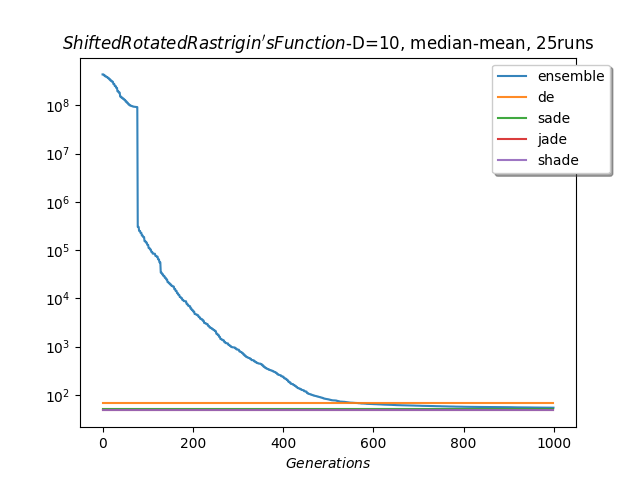 ShiftedRotatedRastrigin'sFunction-D=10, median-mean, 25runs
ensemble
de
sade
jade
shade
10^8
10^7
10^6
10^5
10^4
10^3
10^2
0 200 400 600 800 1000
Generations